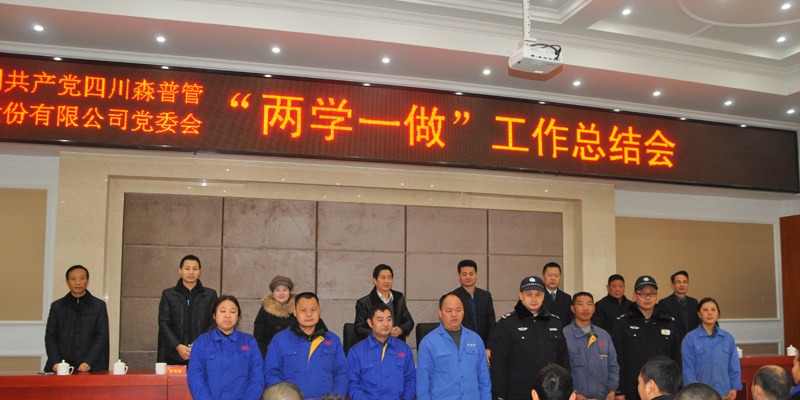 共产党四川森普管
份有限公司党委会
“两学一做”工作总结会